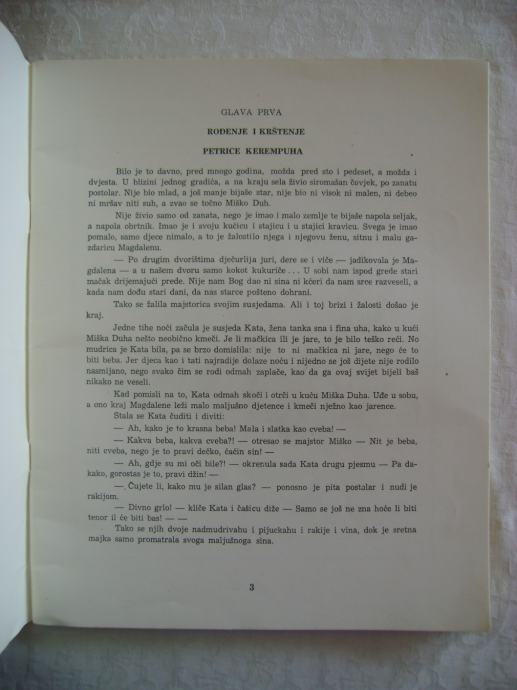 GLAVA PRVA
ROĐENJE I KRŠTENJE
PETRICE KEREMPUHA
Bilo je to davno, pred mnogo godina, možda pred sto i pedeset, a možda i
dvjesta. U blizini jednog gradića, a na kraju sela živio siromašan čovjek, po zanatu
postolar. Nije bio mlad, a još manje bijaše star, nije bio ni visok ni malen, ni debeo
ni mršav niti suh, a zvao se točno Miško Duh.
Nije živio samo od zanata, nego je imao i malo zemlje te bijaše napola seljak,
a napola obrtnik. Imao je i svoju kućicu i stajicu i u stajici kravicu. Svega je imao
pomalo, samo djece nimalo, a to je žalostilo njega i njegovu ženu, sitnu i malu ga-
zdaricu Magdalenu.
— Po drugim dvorištima dječurlija juri, dere se i viče — jadikovala je Ma-
gdalena — a u našem dvoru samo kokot kukuriče... U sobi nam ispod grede stari
mačak drijemajući prede. Nije nam Bog dao ni sina ni kćeri da nam srce razveseli, a
kada nam dođu stari dani, da nas starce pošteno dohrani.
Tako se žalila majstorica svojim susjedama. Ali i toj brizi i žalosti došao je
kraj.
Jedne tihe noći začula je susjeda Kata, žena tanka sna i fina uha, kako u kući
Miška Duha nešto neobično kmeči. Je li mačkica ili je jare, to je bilo teško reći. No
mudrica je Kata bila, pa se brzo domislila: nije to ni mačkica ni jare, nego će to
biti beba. Jer djeca kao i tati najradije dolaze noću i nijedno se još dijete nije rodilo
nasmijano, nego svako čim se rodi odmah zaplače, kao da ga ovaj svijet bijeli baš
nikako ne veseli.
Kad pomisli na to, Kata odmah skoči i otrči u kuću Miška Duha. Uđe u sobu,
a ono kraj Magdalene leži malo maljušno djetence i kmeči nježno kao jarence.
Stala se Kata čuditi i diviti:
— Ah, kako je to krasna beba! Mala i slatka kao cveba! —
— Kakva beba, kakva cveba?! — otresao se majstor Miško — Nit je beba,
niti cveba, nego je to pravi dečko, ćaćin sin! —
— Ah, gdje su mi oči bile?! — okrenula sada Kata drugu pjesmu — Pa da-
kako, gorostas je to, pravi džin! —
— Čujete li, kako mu je silan glas? — ponosno je pita postolar i nudi je
rakijom.
— Divno grlo! — kliče Kata i čašicu diže — Samo se još ne zna hoće li biti
tenor il će biti bas! — —
Tako se njih dvoje nadmudrivahu i pijuckahu i rakije i vina, dok je sretna
majka samo promatrala svoga maljužnoga sina.
3